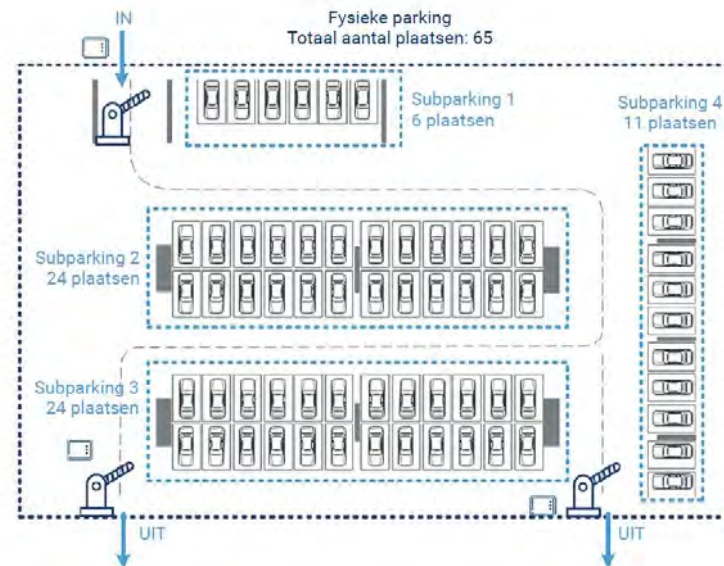 IN
Fysieke parking
Totaal aantal plaatsen: 65
Subparking 1
6 plaatsen
Subparking 4
11 plaatsen
Subparking 2
24 plaatsen
Subparking 3
24 plaatsen
UIT
UIT